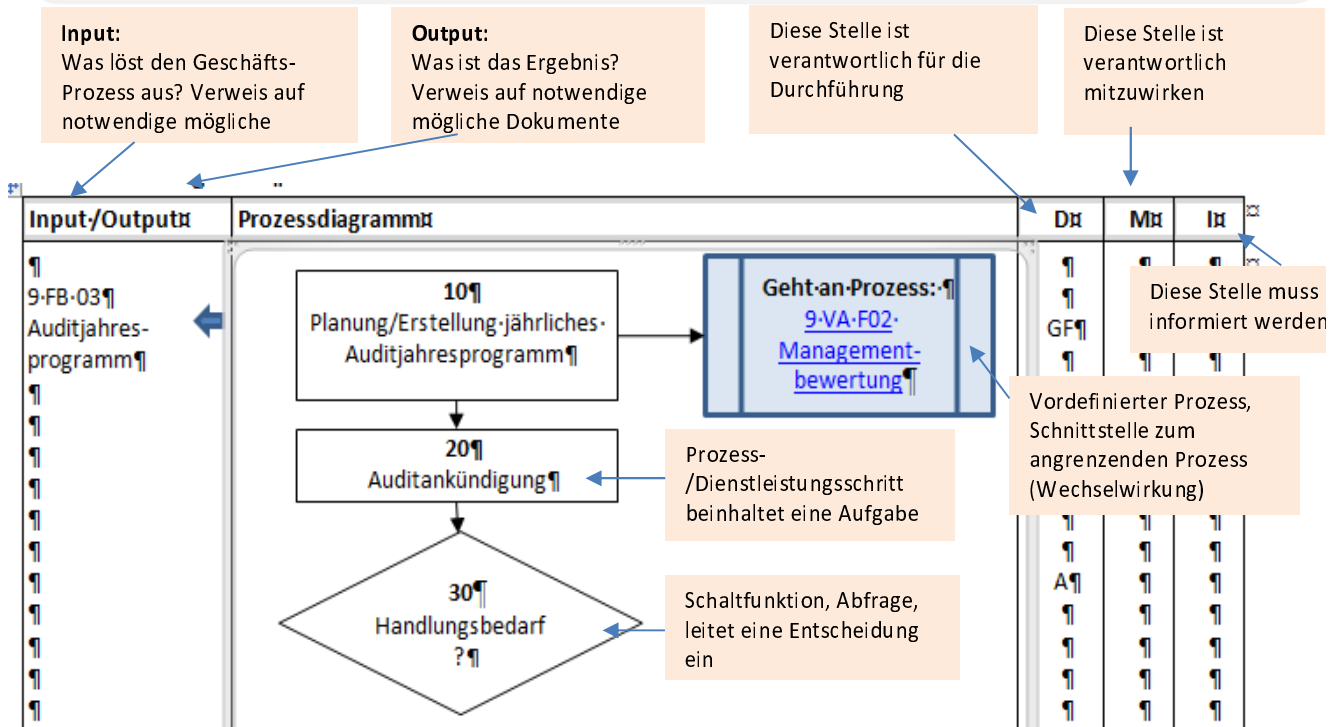 Input:
Was löst den Geschäfts-
Prozess aus? Verweis auf
notwendige mögliche
Output:
Was ist das Ergebnis?
Verweis auf notwendige
mögliche Dokumente
Diese Stelle ist
verantwortlich für die
Durchführung
Diese Stelle ist
verantwortlich
mitzuwirken
Input·/Output¤
Prozessdiagramm¤
D¤
M¤
I¤
¤
¶
9·FB·03¶
Auditjahres-
programm¶
¶
¶
¶
¶
¶
¶
¶
¶
¶
¶
¶
10¶
Planung/Erstellung·jährliches·
Auditjahresprogramm¶
Geht·an·Prozess:·¶
9·VA·F02·
Management-
bewertung¶
20¶
Auditankündigung¶
30¶
Handlungsbedarf
?¶
Prozess-
/Dienstleistungsschritt
beinhaltet eine Aufgabe
Schaltfunktion, Abfrage,
leitet eine Entscheidung
ein
GF¶
A¶
Diese Stelle muss
informiert werden
Vordefinierter Prozess,
Schnittstelle zum
angrenzenden Prozess
(Wechselwirkung)